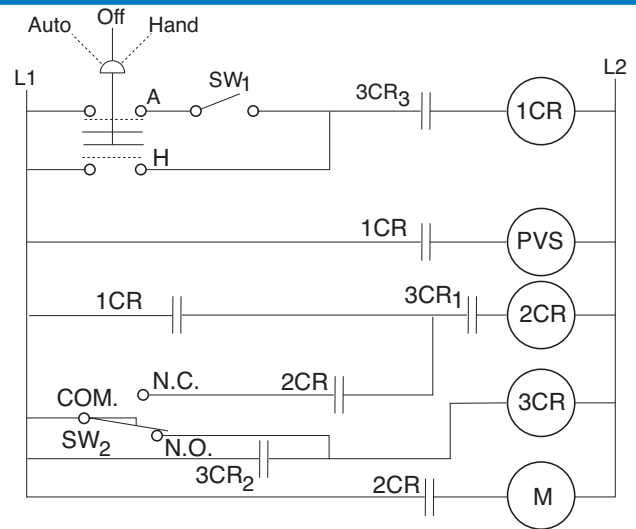 Off
Auto Hand
L1 L2
A SW1 3CR3 1CR
H
1CR PVS
1CR 3CR1 2CR
N.C. 2CR 3CR
COM.
SW2 N.O.
3CR2 2CR M